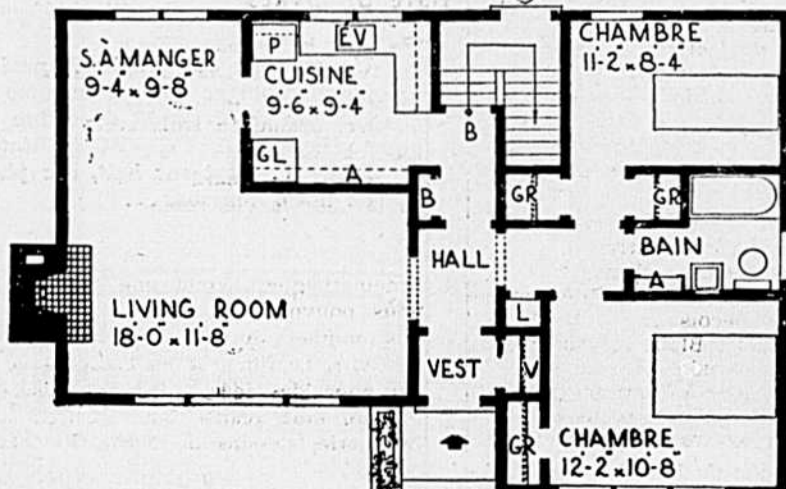 S.À MANGER
9'-4" x 9'-8"
P
ÉV
CUISINE
9'-6" x 9'-4"
GL
A
B
B
CHAMBRE
11'-2" x 8'-4"
GR
GR
BAIN
A
HALL
L
LIVING ROOM
18'-0" x 11'-8"
VEST
V
GR
CHAMBRE
12'-2" x 10'-8"